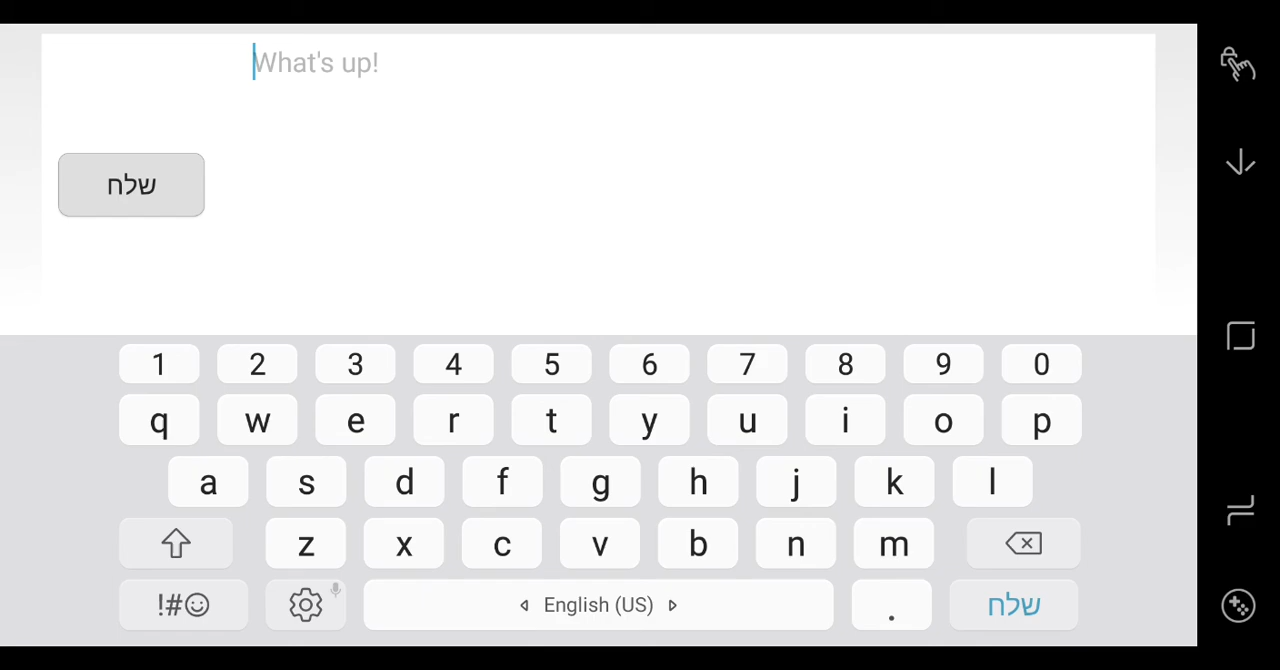 What's up!
שלח
1 2 3 4 5 6 7 8 9 0
q w e r t y u i o p
a s d f g h j k l
z x c v b n m
!#☺ English (US) . שלח